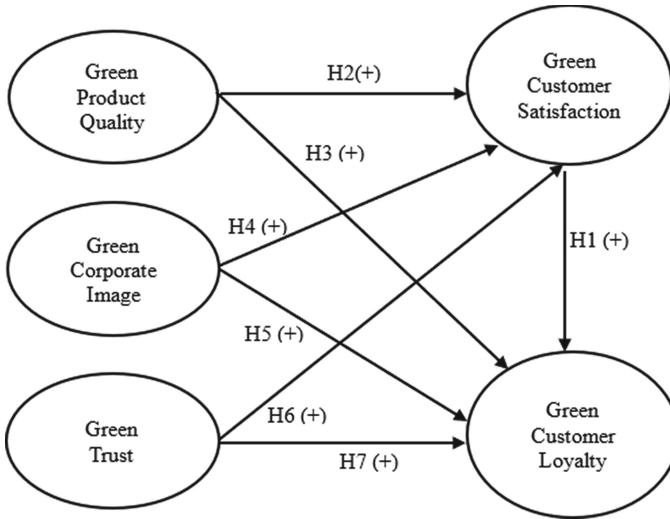 Green
Product
Quality
H2(+)
Green
Customer
Satisfaction
H3 (+)
Green
Corporate
Image
H4 (+)
H1 (+)
H5 (+)
Green
Trust
H6 (+)
H7 (+)
Green
Customer
Loyalty